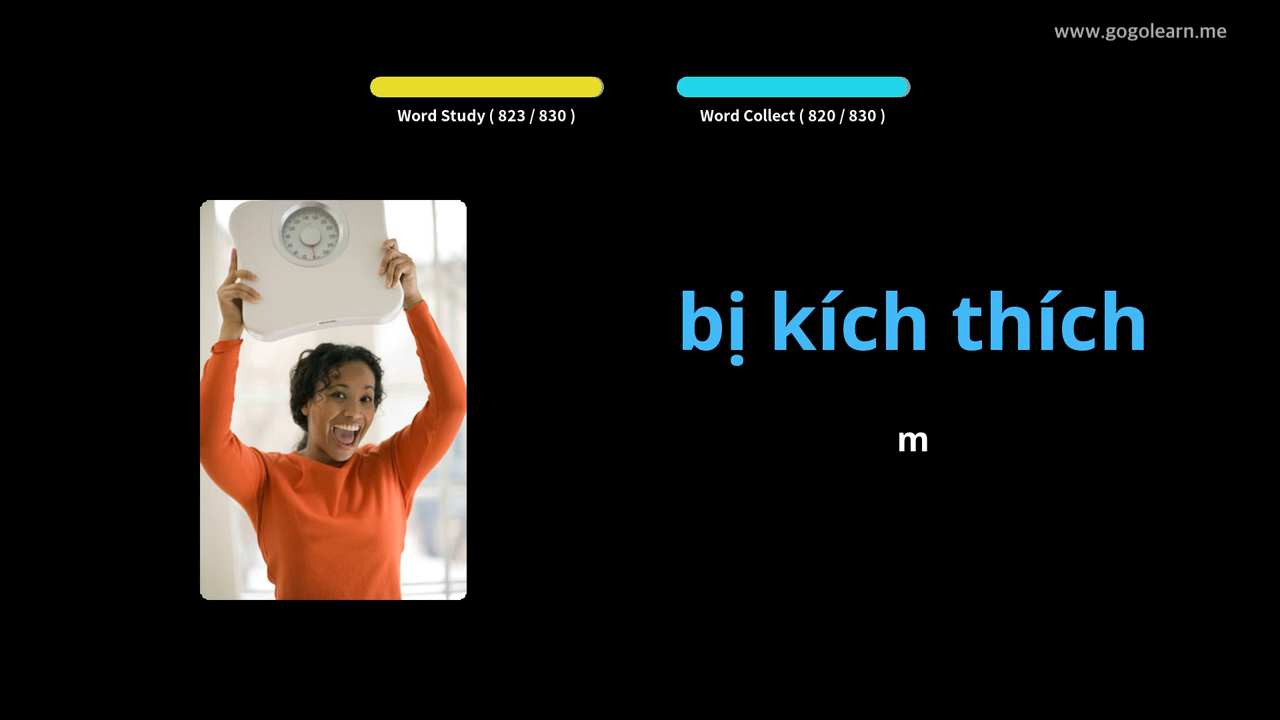 www.gogolearn.me
Word Study ( 823 / 830 )
Word Collect ( 820 / 830 )
bị kích thích
m